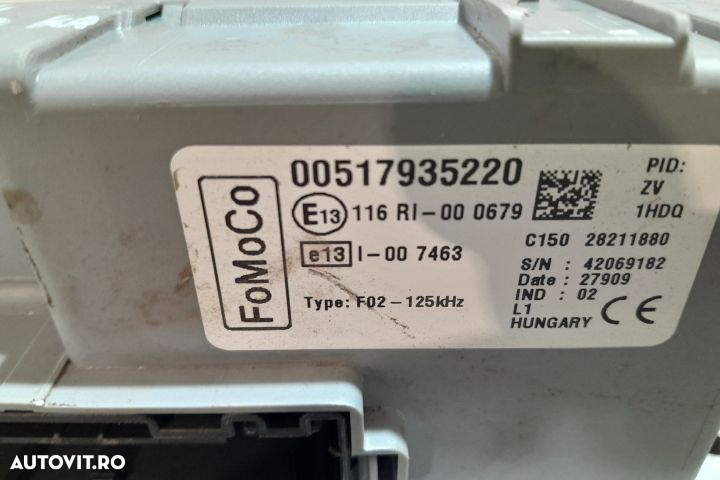 FoMoCo
00517935220
E13 116 RI-00 0679
e13 I-00 7463
Type: F02-125kHz
PID:
ZV
1HDQ
C150 28211880
S/N : 42069182
Date : 27909
IND : 02
L1
HUNGARY CE
AUTOVIT.RO